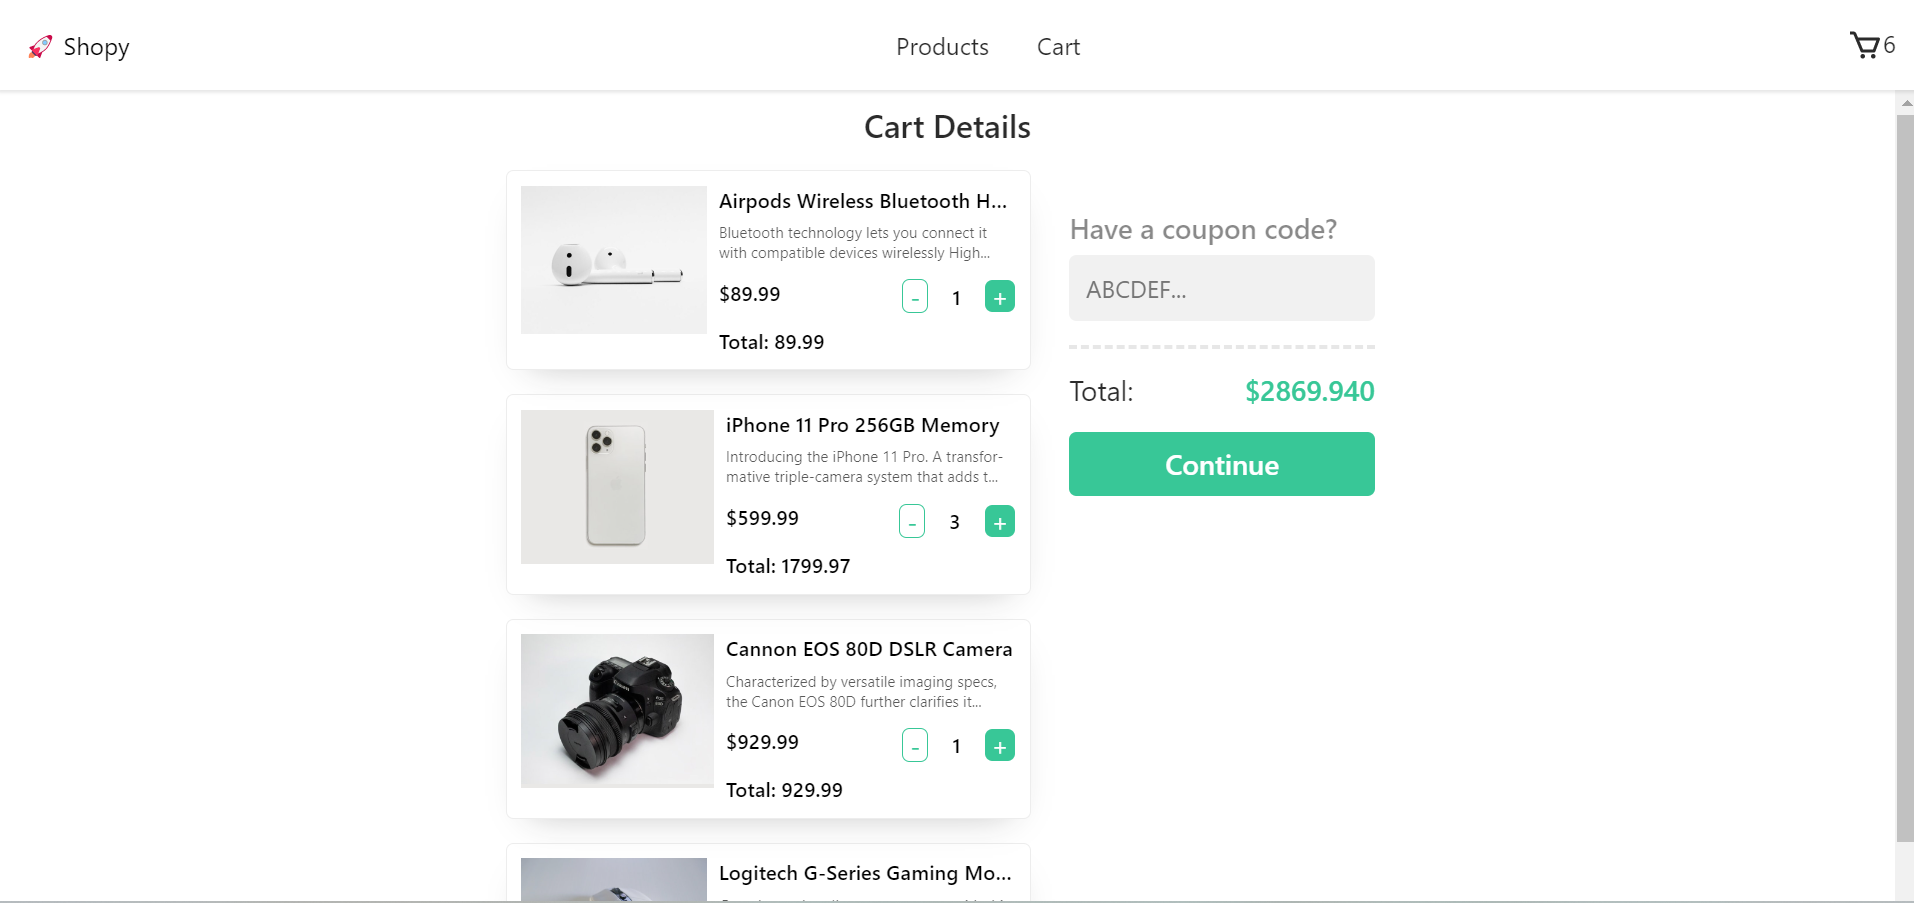 Shopy
Products
Cart
6
Cart Details
Airpods Wireless Bluetooth H...
Bluetooth technology lets you connect it
with compatible devices wirelessly High...
$89.99
- 1 +
Total: 89.99
iPhone 11 Pro 256GB Memory
Introducing the iPhone 11 Pro. A transfor-
mative triple-camera system that adds t...
$599.99
- 3 +
Total: 1799.97
Cannon EOS 80D DSLR Camera
Characterized by versatile imaging specs,
the Canon EOS 80D further clarifies it...
$929.99
- 1 +
Total: 929.99
Logitech G-Series Gaming Mo...
Have a coupon code?
ABCDEF...
Total: $2869.940
Continue